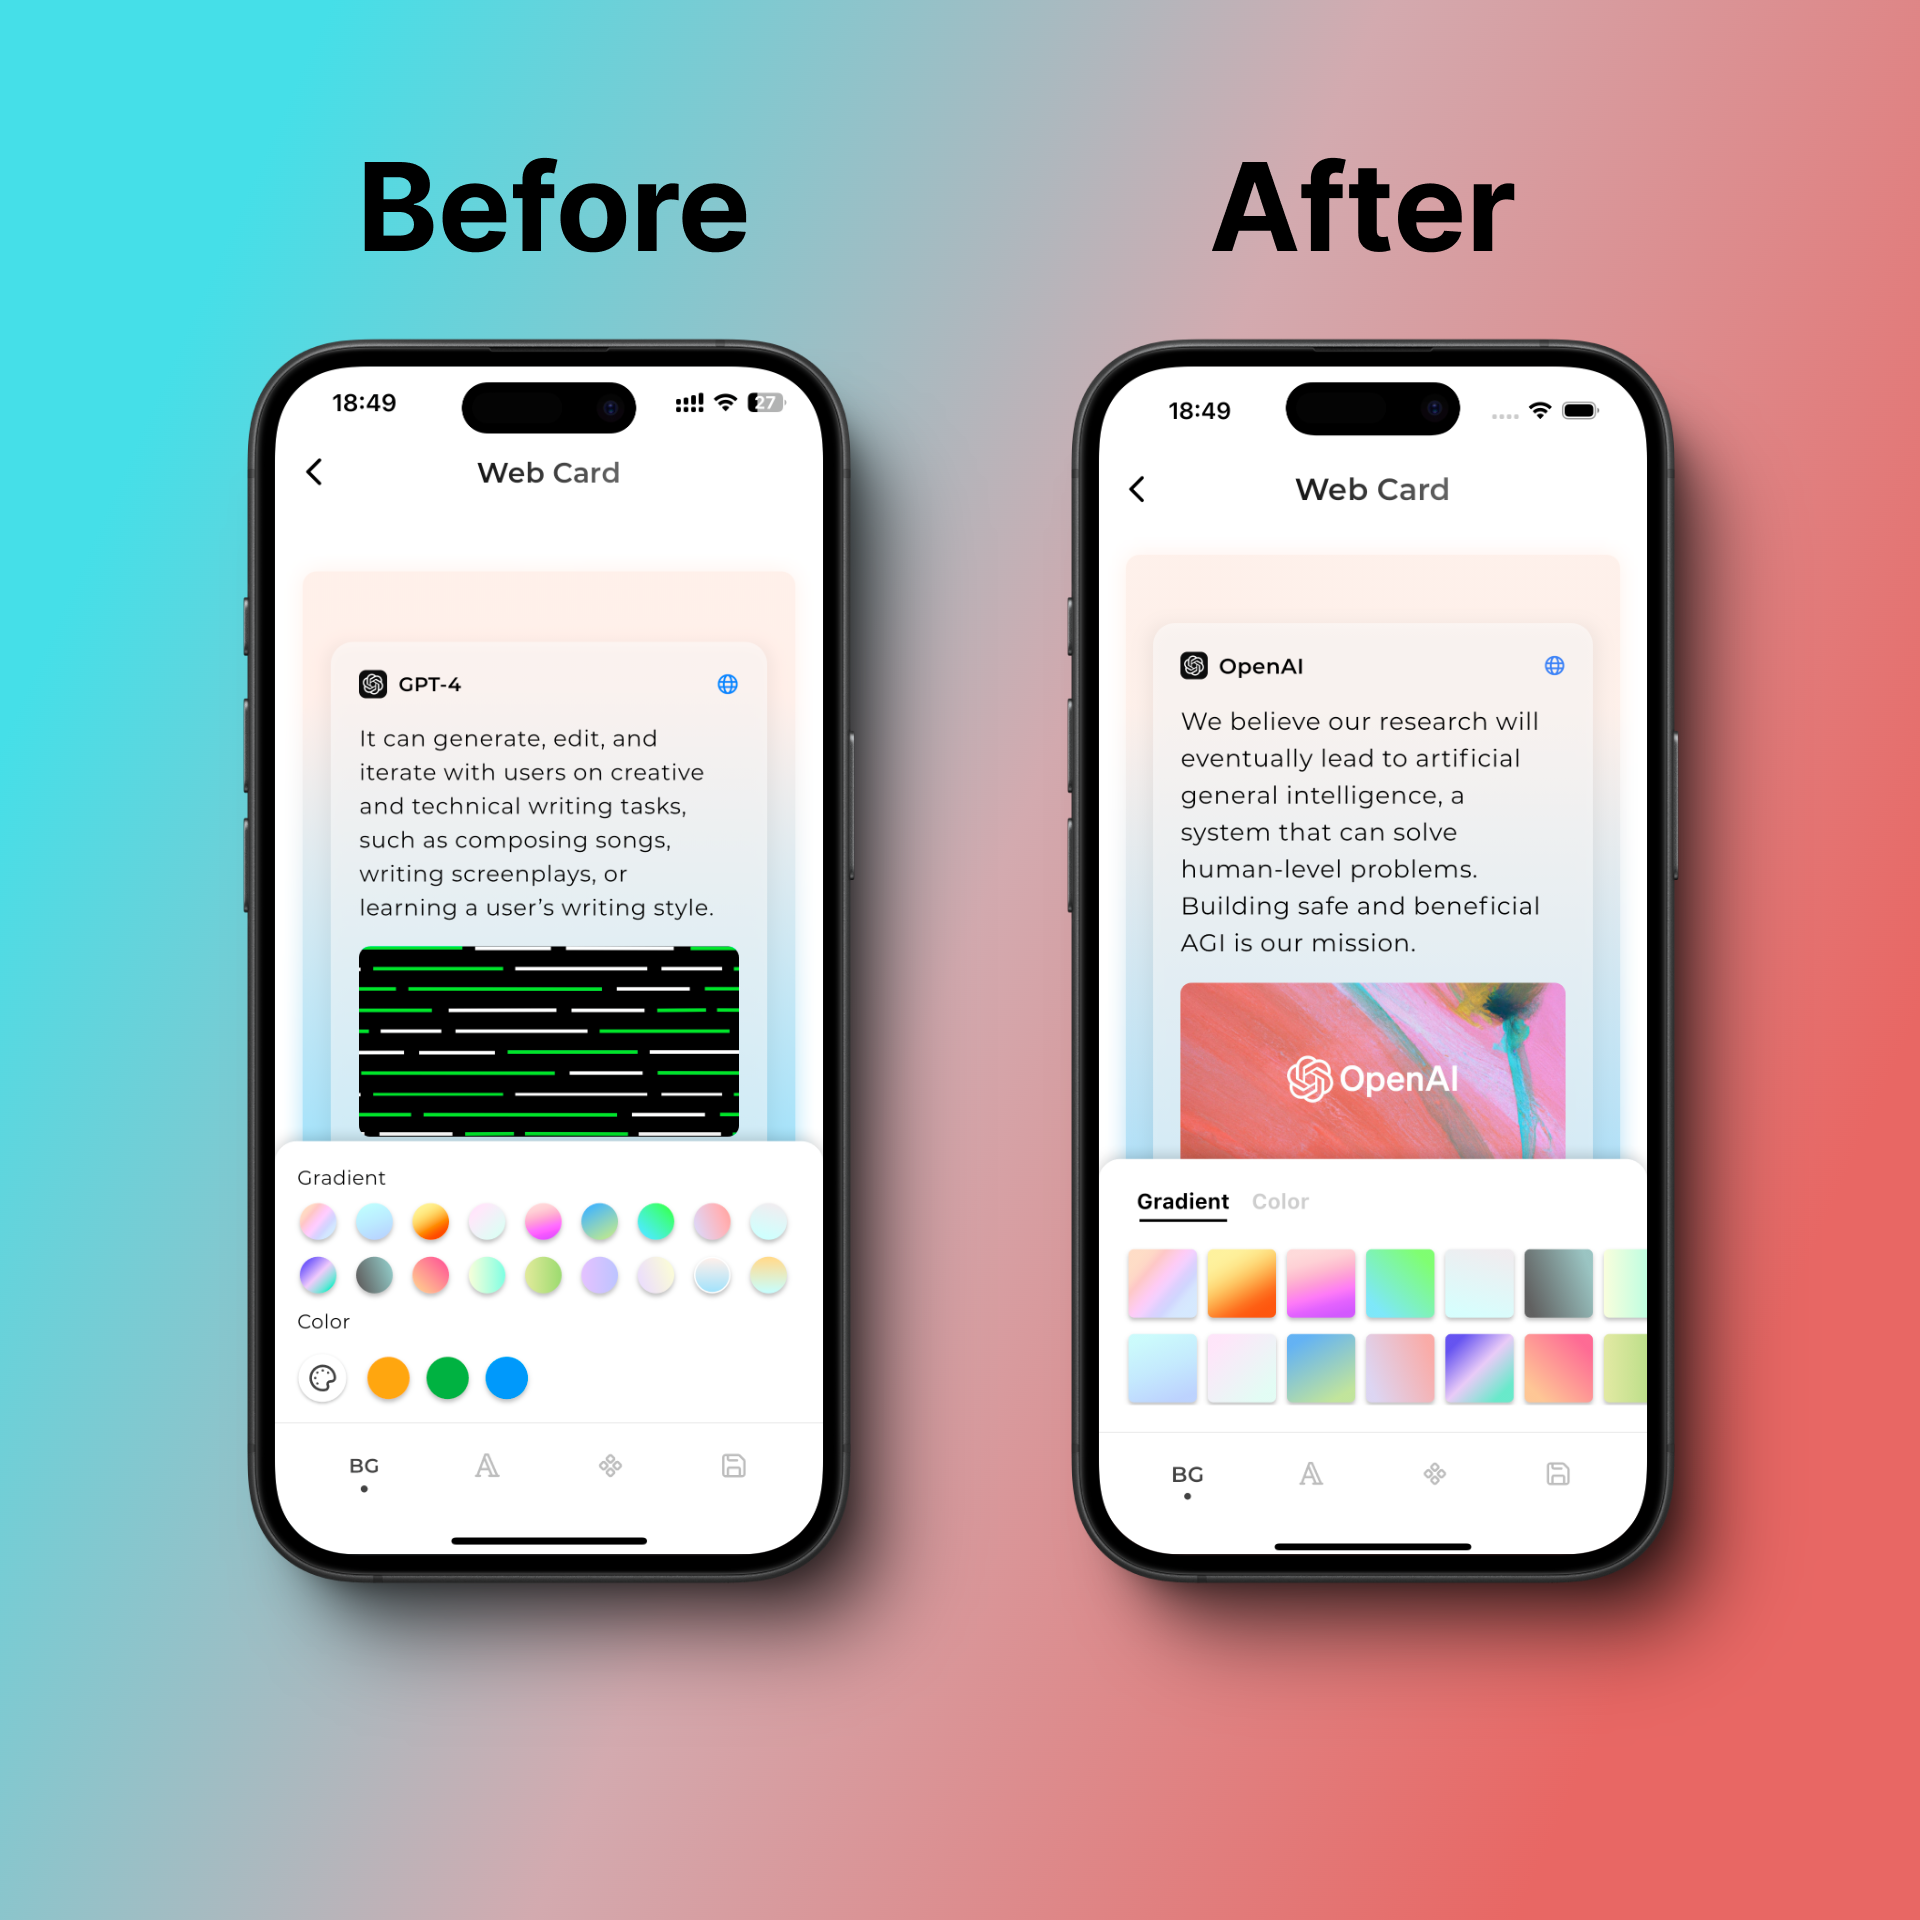 Before
After
18:49
27
Web Card
GPT-4
It can generate, edit, and
iterate with users on creative
and technical writing tasks,
such as composing songs,
writing screenplays, or
learning a user’s writing style.
Gradient
Color
BG
A
18:49
Web Card
OpenAI
We believe our research will
eventually lead to artificial
general intelligence, a
system that can solve
human-level problems.
Building safe and beneficial
AGI is our mission.
OpenAI
Gradient Color
BG
A